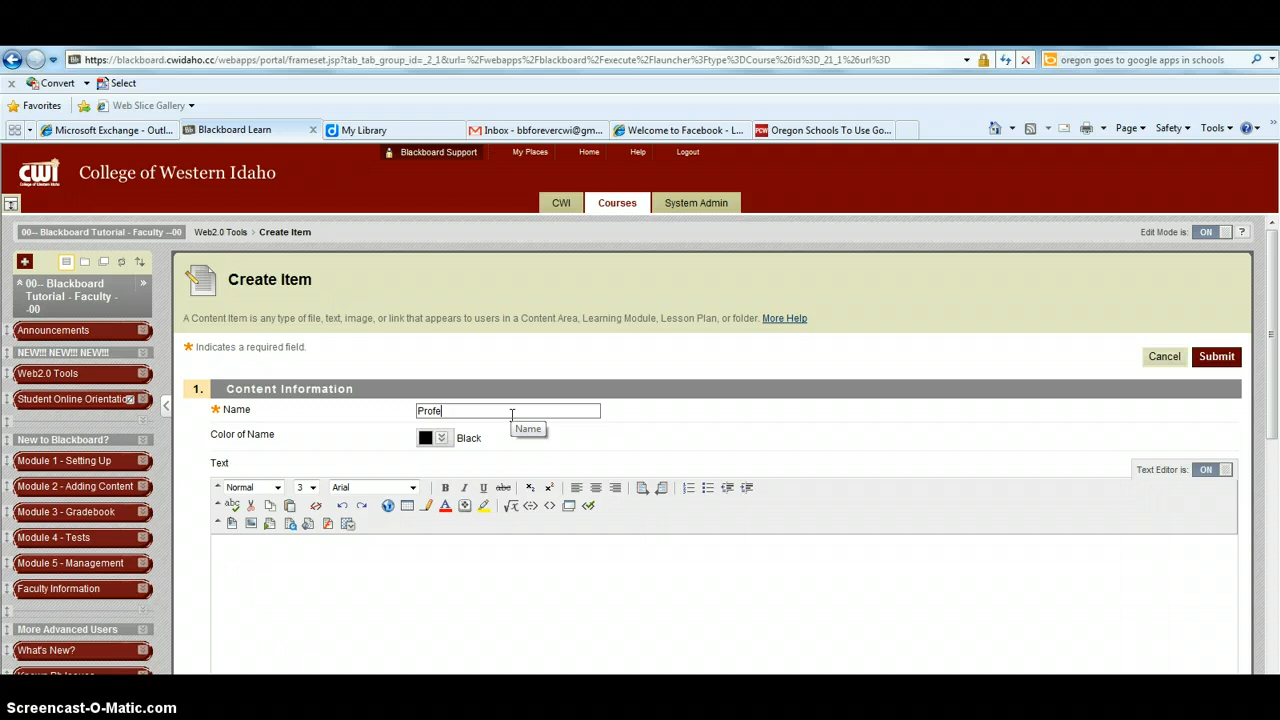 https://blackboard.cwidaho.cc/webapps/portal/frameset.jsp?tab_tab_group_id=_2_1&url=%2Fwebapps%2Fblackboard%2Fexecute%2Flauncher%3Ftype%3DCourse%26id%3D_21_1%26url%3D
oregon goes to google apps in schools
x Convert Select
Favorites Web Slice Gallery
Microsoft Exchange - Outl... Blackboard Learn x My Library Inbox - bbforevercwi@gm... Welcome to Facebook - L... PCW Oregon Schools To Use Go... Page Safety Tools
Blackboard Support My Places Home Help Logout
CWI College of Western Idaho
CWI Courses System Admin
00-- Blackboard Tutorial - Faculty --00 Web2.0 Tools > Create Item Edit Mode is: ON ?
Create Item
00-- Blackboard
Tutorial - Faculty -
-00
A Content Item is any type of file, text, image, or link that appears to users in a Content Area, Learning Module, Lesson Plan, or folder. More Help
Announcements
Indicates a required field.
NEW!!! NEW!!! NEW!!!
Cancel Submit
Web2.0 Tools
1. Content Information
Student Online Orientatio
Name Profe
Name
Color of Name Black
New to Blackboard?
Module 1 - Setting Up
Text Text Editor is: ON
Module 2 - Adding Content
Normal 3 Arial B I U abc
Module 3 - Gradebook
Module 4 - Tests
Module 5 - Management
Faculty Information
More Advanced Users
What's New?
Screencast-O-Matic.com